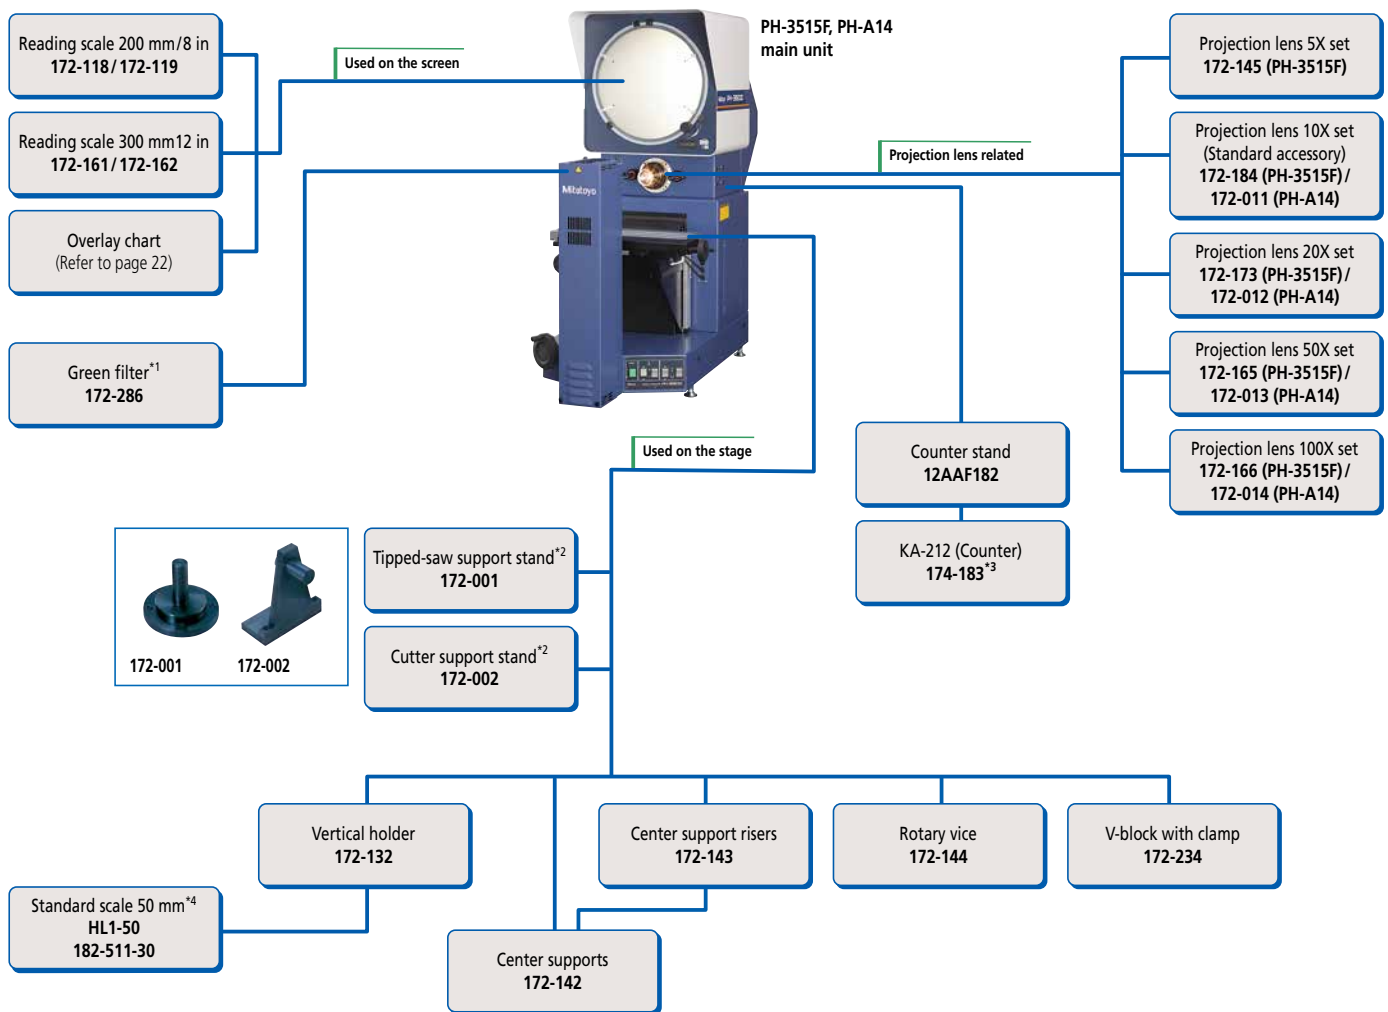 Reading scale 200 mm/8 in
172-118/172-119
Reading scale 300 mm12 in
172-161/172-162
Overlay chart
(Refer to page 22)
Green filter*1
172-286
Used on the screen
PH-3515F, PH-A14
main unit
Mitutoyo
Projection lens related
Projection lens 5X set
172-145 (PH-3515F)
Projection lens 10X set
(Standard accessory)
172-184 (PH-3515F) /
172-011 (PH-A14)
Projection lens 20X set
172-173 (PH-3515F) /
172-012 (PH-A14)
Projection lens 50X set
172-165 (PH-3515F) /
172-013 (PH-A14)
Projection lens 100X set
172-166 (PH-3515F) /
172-014 (PH-A14)
Used on the stage
Counter stand
12AAF182
KA-212 (Counter)
174-183*3
172-001
172-002
Tipped-saw support stand*2
172-001
Cutter support stand*2
172-002
Vertical holder
172-132
Center support risers
172-143
Rotary vice
172-144
V-block with clamp
172-234
Standard scale 50 mm*4
HL1-50
182-511-30
Center supports
172-142